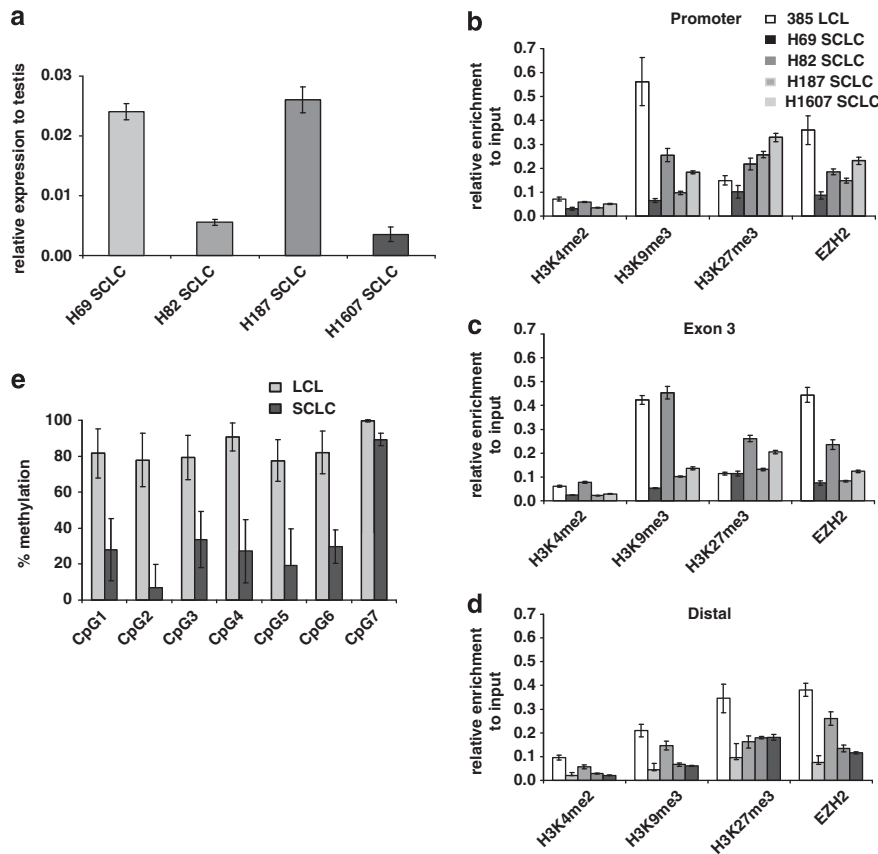 a
relative expression to testis
0.03
0.02
0.01
0.00
H69 SCLC
H82 SCLC
H187 SCLC
H1607 SCLC
b
Promoter
385 LCL
H69 SCLC
H82 SCLC
H187 SCLC
H1607 SCLC
relative enrichment
to input
0.7
0.6
0.5
0.4
0.3
0.2
0.1
0.0
H3K4me2
H3K9me3
H3K27me3
EZH2
c
Exon 3
relative enrichment
to input
0.7
0.6
0.5
0.4
0.3
0.2
0.1
0.0
H3K4me2
H3K9me3
H3K27me3
EZH2
e
LCL
SCLC
% methylation
100
80
60
40
20
0
CpG1
CpG2
CpG3
CpG4
CpG5
CpG6
CpG7
d
Distal
relative enrichment
to input
0.7
0.6
0.5
0.4
0.3
0.2
0.1
0.0
H3K4me2
H3K9me3
H3K27me3
EZH2